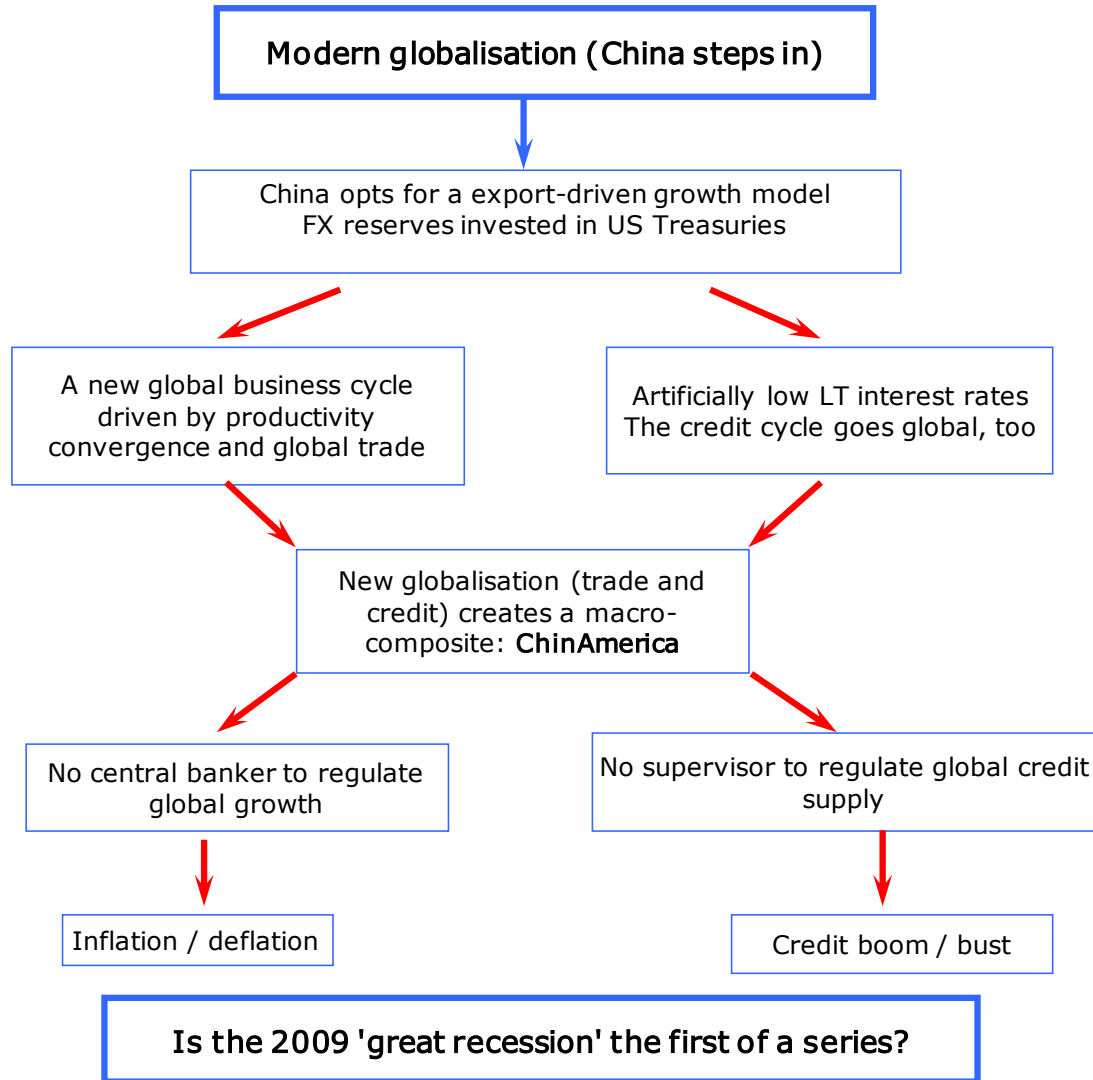 Modern globalisation (China steps in)
China opts for a export-driven growth model
FX reserves invested in US Treasuries
A new global business cycle
driven by productivity
convergence and global trade
Artificially low LT interest rates
The credit cycle goes global, too
New globalisation (trade and
credit) creates a macro-
composite: ChinAmerica
No central banker to regulate
global growth
No supervisor to regulate global credit
supply
Inflation / deflation
Credit boom / bust
Is the 2009 'great recession' the first of a series?